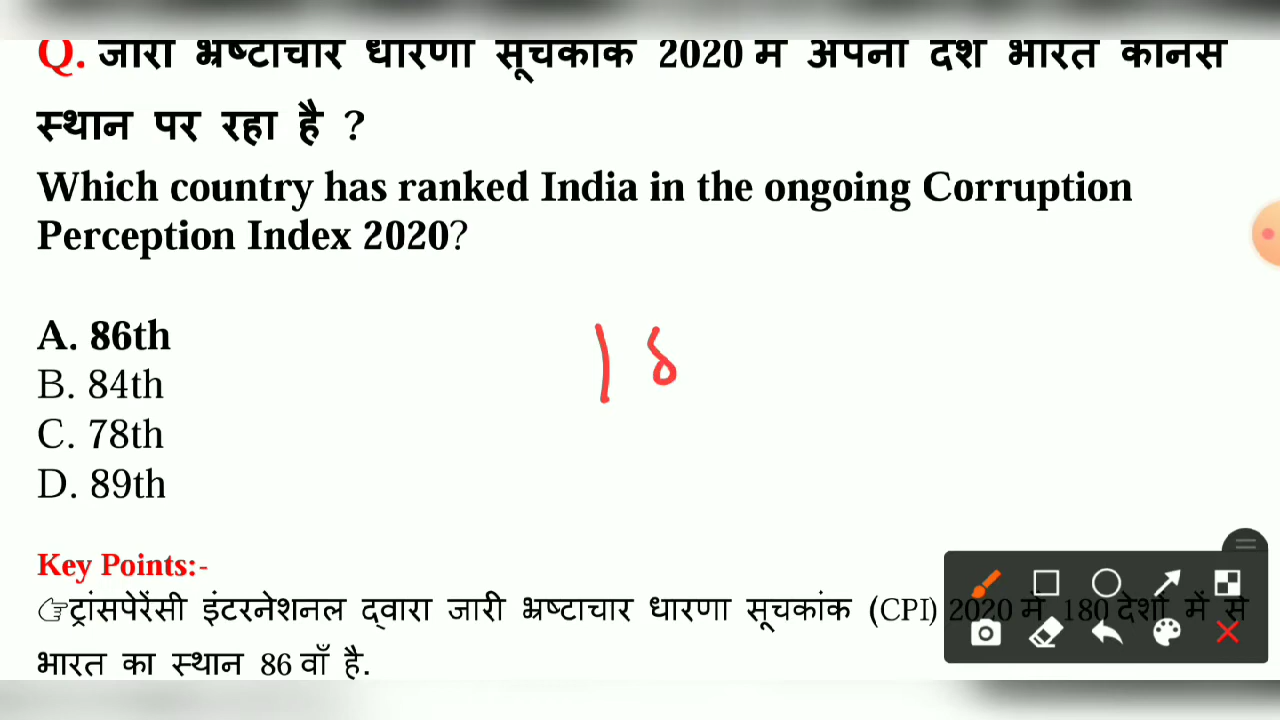 Q. जारी भ्रष्टाचार धारणा सूचकांक 2020 में अपना देश भारत कौनसे
स्थान पर रहा है ?
Which country has ranked India in the ongoing Corruption
Perception Index 2020?
A. 86th
B. 84th
C. 78th
D. 89th
18
Key Points:-
👉ट्रांसपेरेंसी इंटरनेशनल द्वारा जारी भ्रष्टाचार धारणा सूचकांक (CPI) 2020 में 180 देशों में से
भारत का स्थान 86 वाँ है.